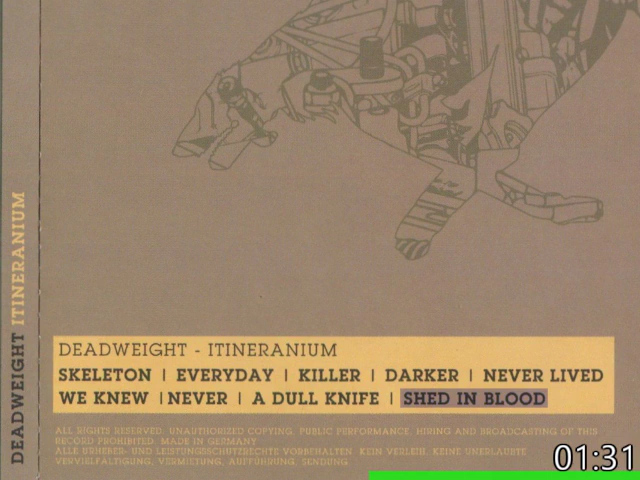 DEADWEIGHT ITINERANIUM
DEADWEIGHT - ITINERANIUM
SKELETON | EVERYDAY | KILLER | DARKER | NEVER LIVED
WE KNEW | NEVER | A DULL KNIFE | SHED IN BLOOD
ALL RIGHTS RESERVED. UNAUTHORIZED COPYING, PUBLIC PERFORMANCE, HIRING AND BROADCASTING OF THIS
RECORD PROHIBITED. MADE IN GERMANY
ALLE URHEBER- UND LEISTUNGSSCHUTZRECHTE VORBEHALTEN. KEIN VERLEIH, KEINE UNERLAUBTE
VERVIELFÄLTIGUNG, VERMIETUNG, AUFFÜHRUNG, SENDUNG.
01:31